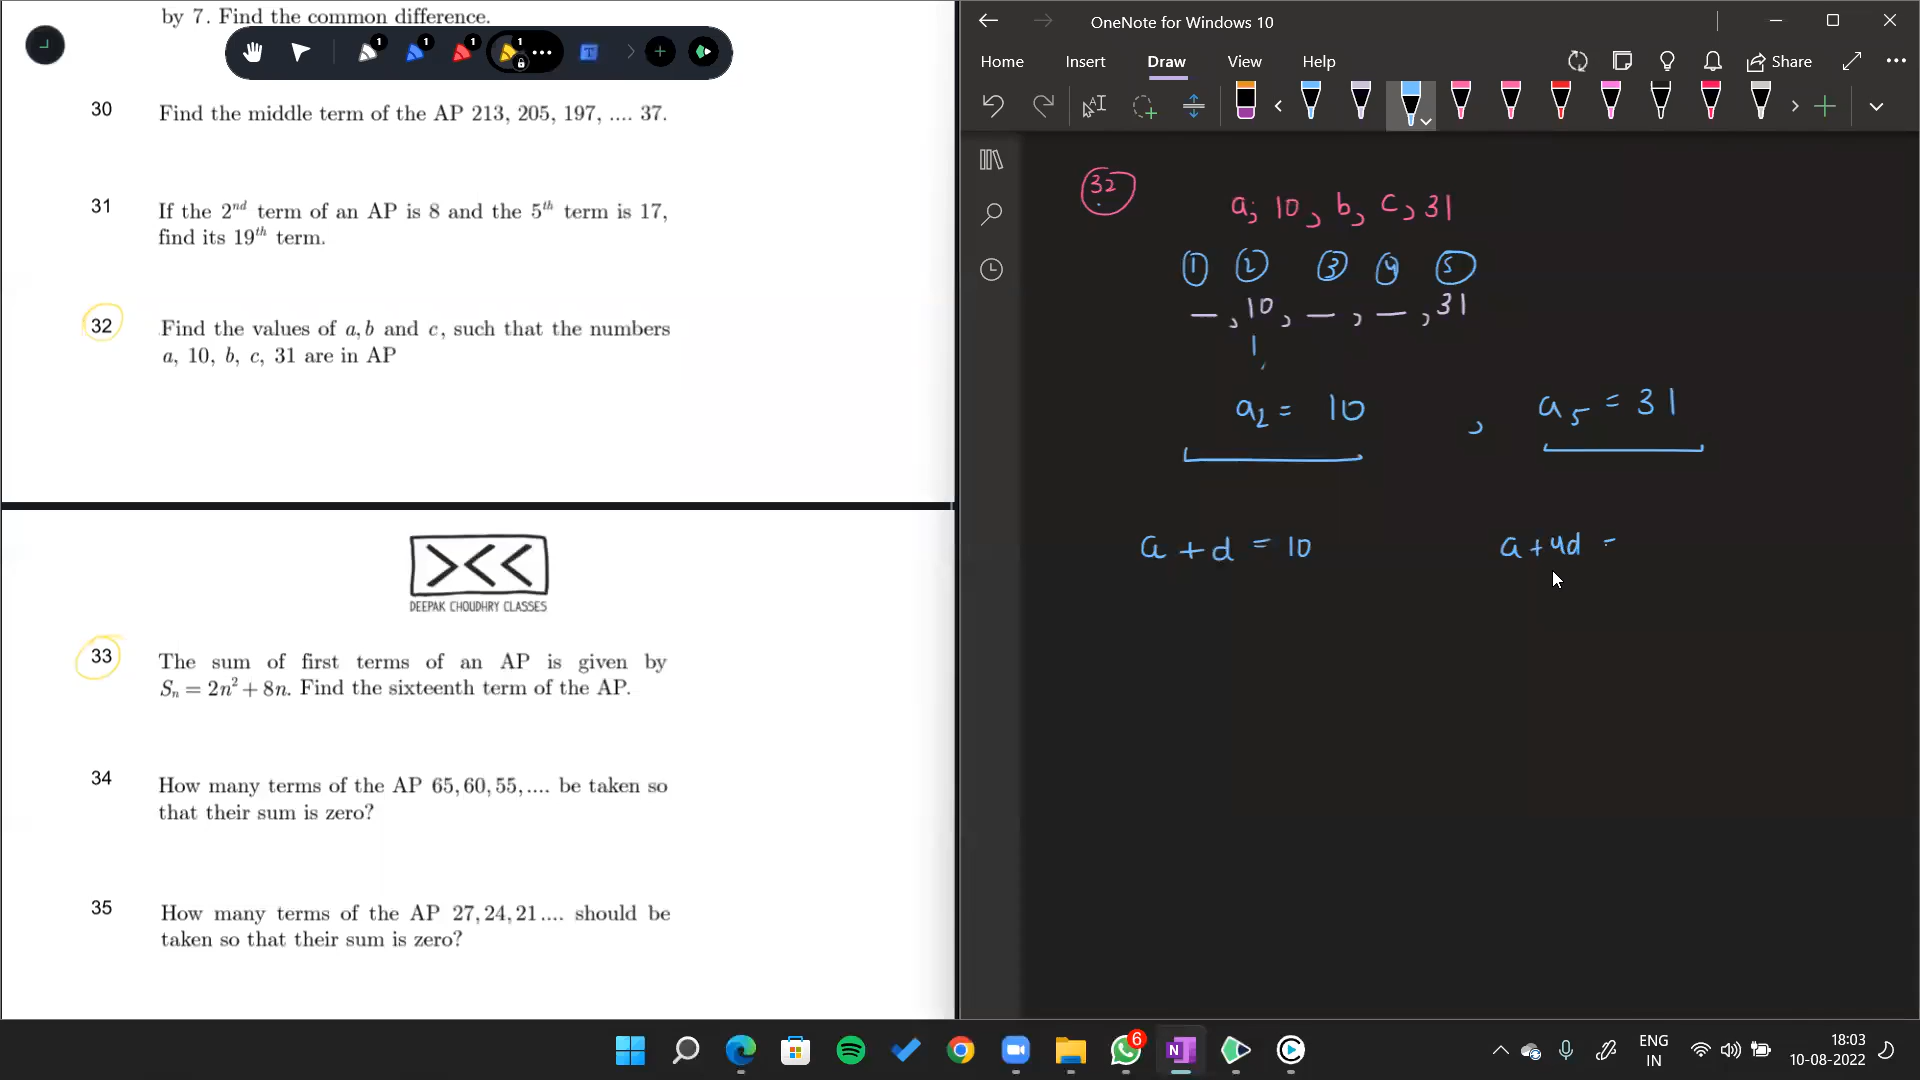 by 7. Find the common difference.
30 Find the middle term of the AP 213, 205, 197, .... 37.
31 If the 2nd term of an AP is 8 and the 5th term is 17,
find its 19th term.
32 Find the values of a, b and c, such that the numbers
a, 10, b, c, 31 are in AP
DEEPAK CHOUDHRY CLASSES
33 The sum of first terms of an AP is given by
Sₙ = 2n² + 8n. Find the sixteenth term of the AP.
34 How many terms of the AP 65, 60, 55, .... be taken so
that their sum is zero?
35 How many terms of the AP 27, 24, 21.... should be
taken so that their sum is zero?
OneNote for Windows 10
Home Insert Draw View Help Share
32
a, 10, b, c, 31
1 2 3 4 5
_, 10, _, _, 31
a₂ = 10 , a₅ = 31
a + d = 10 a + 4d =
6
ENG
IN
18:03
10-08-2022